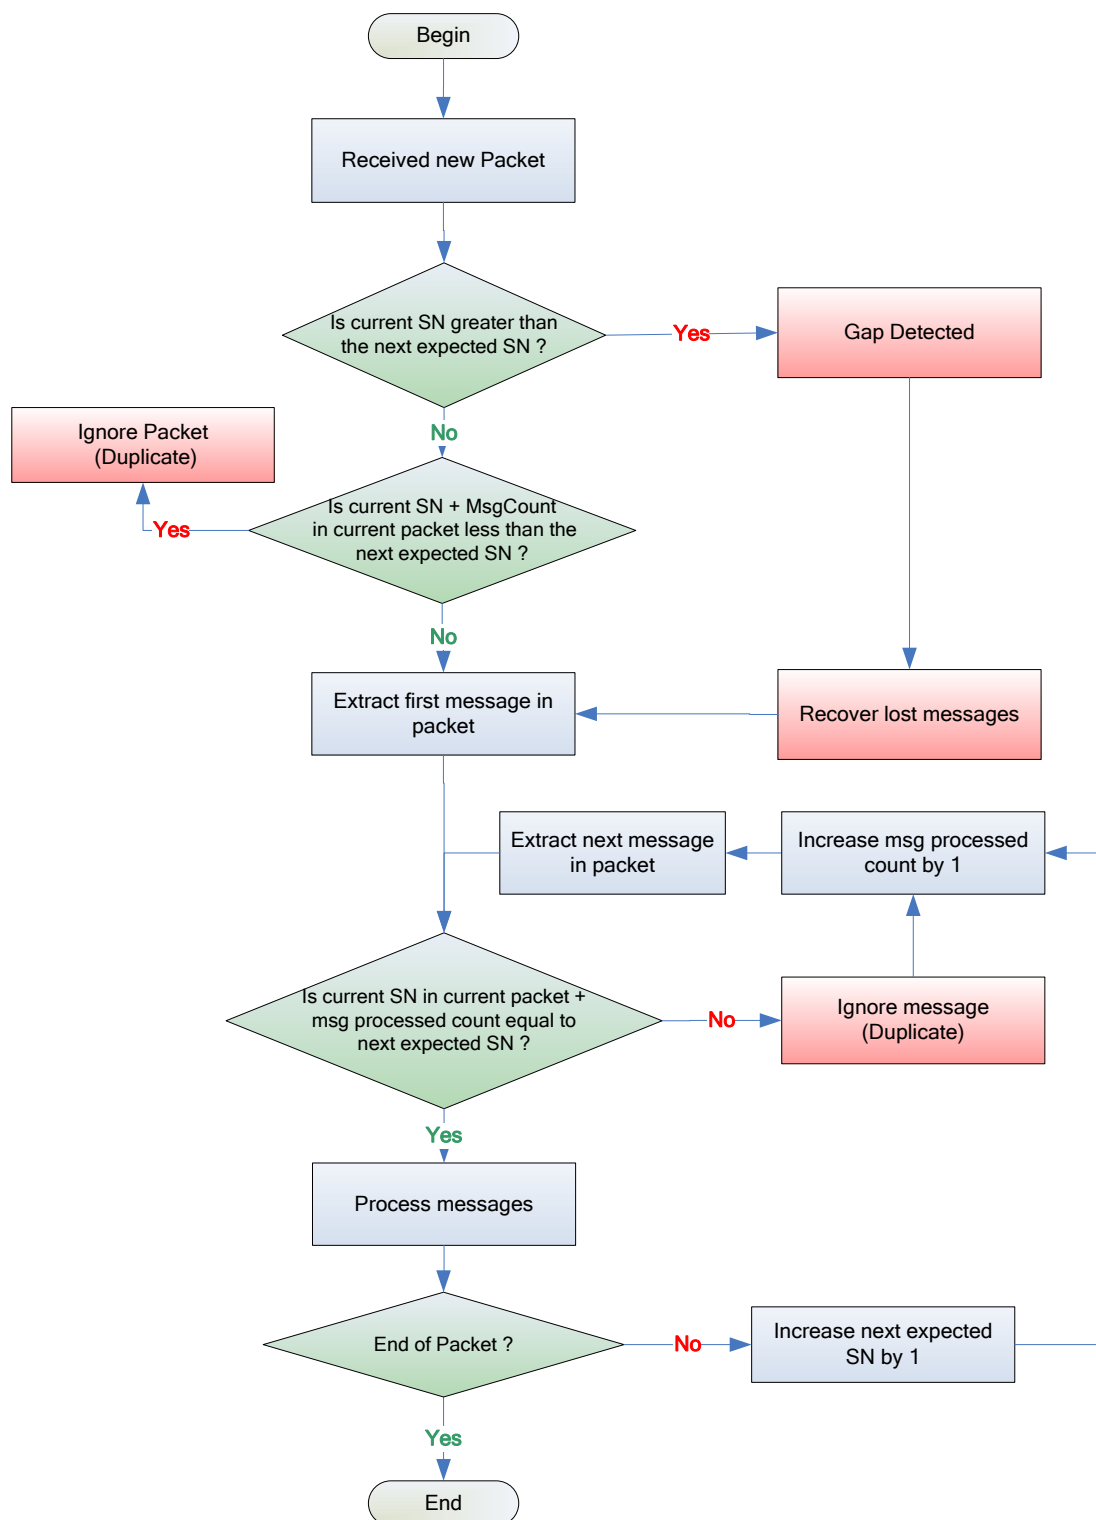 Begin
Received new Packet
Is current SN greater than
the next expected SN ?
Yes
Gap Detected
No
Ignore Packet
(Duplicate)
Is current SN + MsgCount
in current packet less than the
next expected SN ?
Yes
No
Extract first message in
packet
Recover lost messages
Extract next message
in packet
Increase msg processed
count by 1
Is current SN in current packet +
msg processed count equal to
next expected SN ?
No
Ignore message
(Duplicate)
Yes
Process messages
End of Packet ?
No
Increase next expected
SN by 1
Yes
End